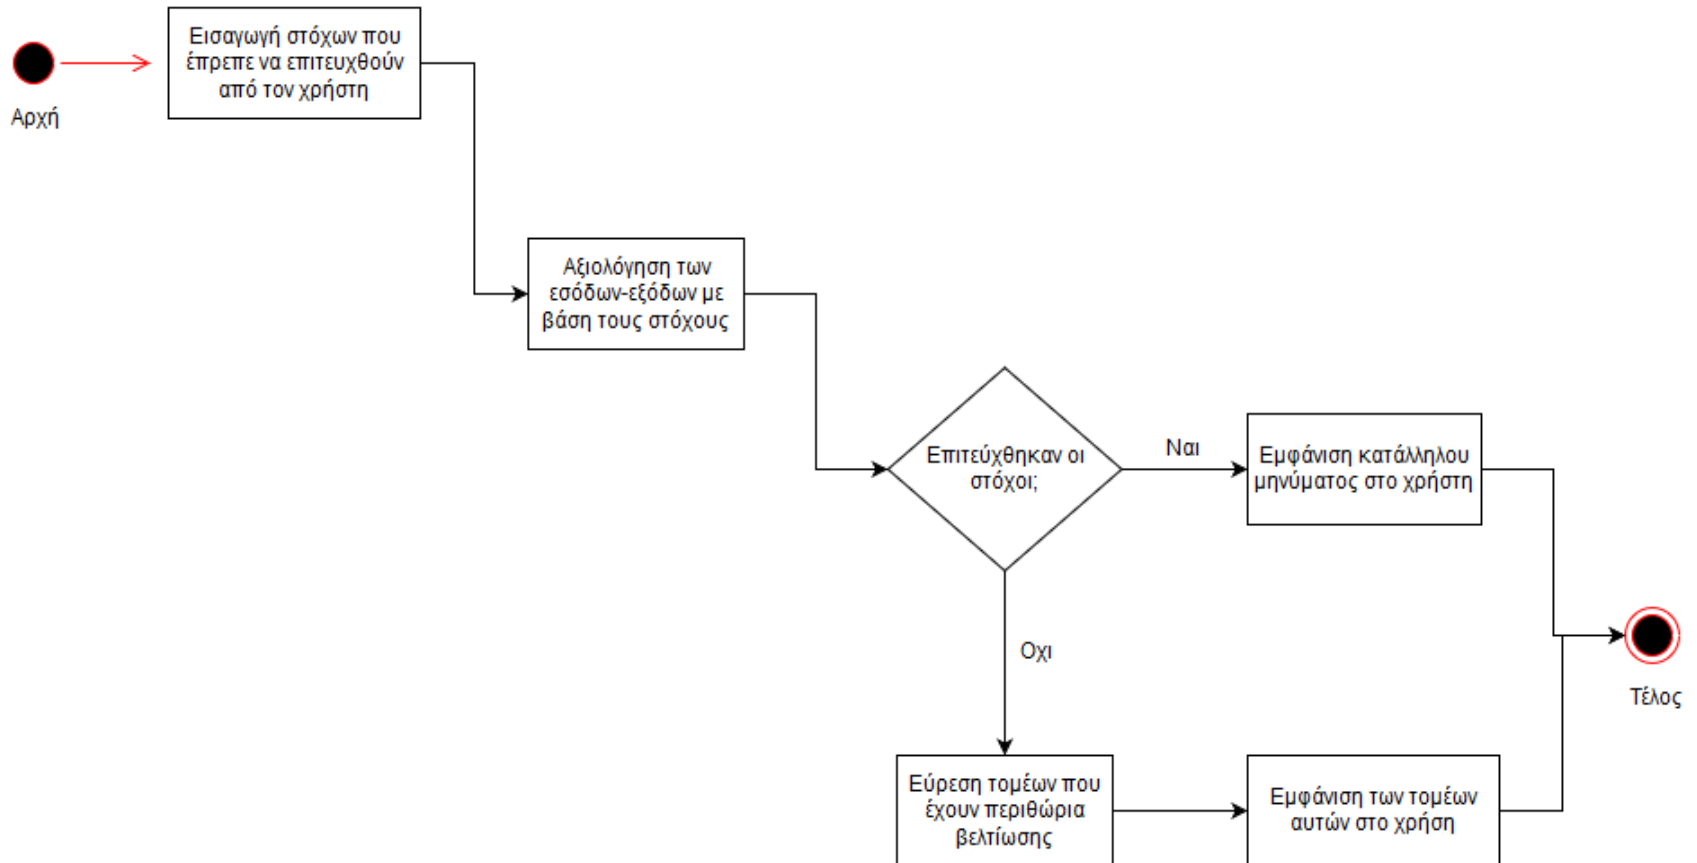 Αρχή
Εισαγωγή στόχων που
έπρεπε να επιτευχθούν
από τον χρήστη
Αξιολόγηση των
εσόδων-εξόδων με
βάση τους στόχους
Επιτεύχθηκαν οι
στόχοι;
Ναι
Εμφάνιση κατάλληλου
μηνύματος στο χρήστη
Οχι
Εύρεση τομέων που
έχουν περιθώρια
βελτίωσης
Εμφάνιση των τομέων
αυτών στο χρήση
Τέλος